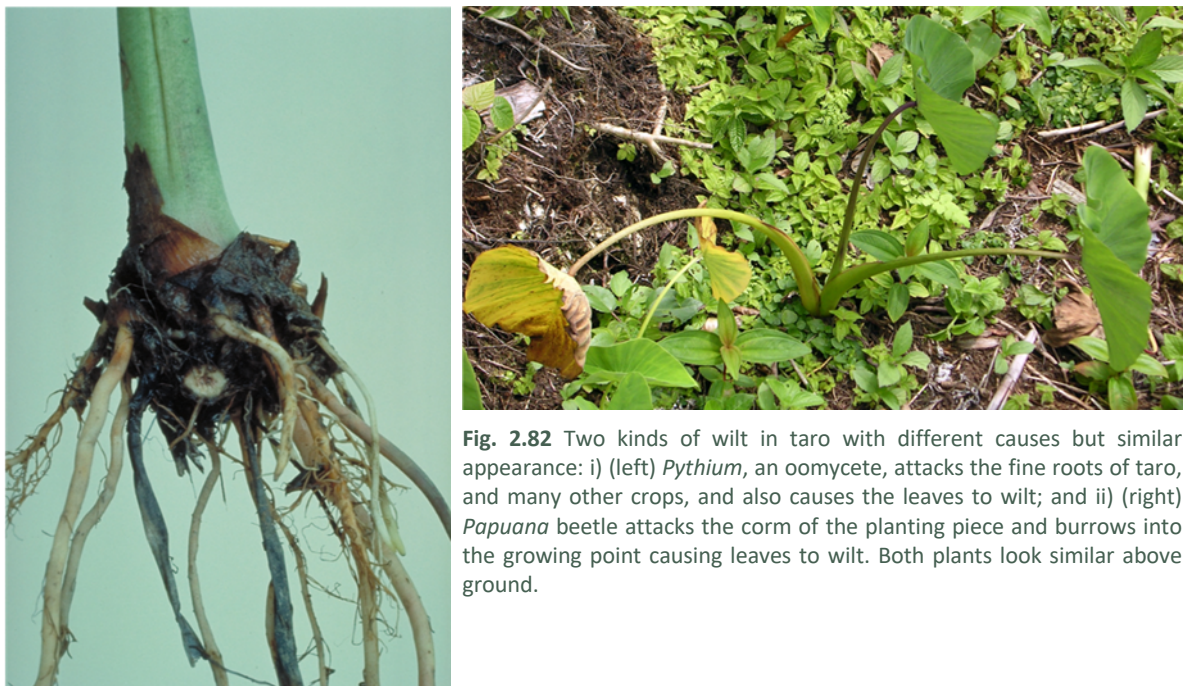 Fig. 2.82 Two kinds of wilt in taro with different causes but similar
appearance: i) (left) Pythium, an oomycete, attacks the fine roots of taro,
and many other crops, and also causes the leaves to wilt; and ii) (right)
Papuana beetle attacks the corm of the planting piece and burrows into
the growing point causing leaves to wilt. Both plants look similar above
ground.